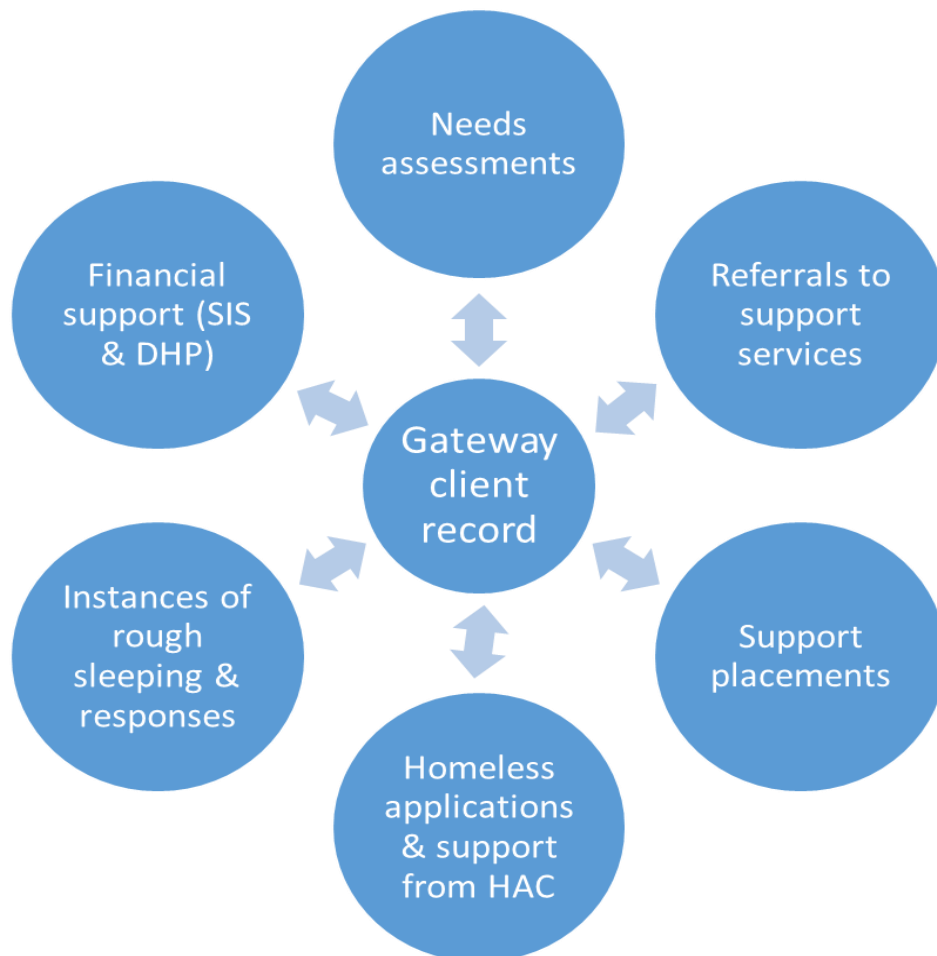 Needs
assessments
Financial
support (SIS
& DHP)
Referrals to
support
services
Gateway
client
record
Instances of
rough
sleeping &
responses
Support
placements
Homeless
applications
& support
from HAC